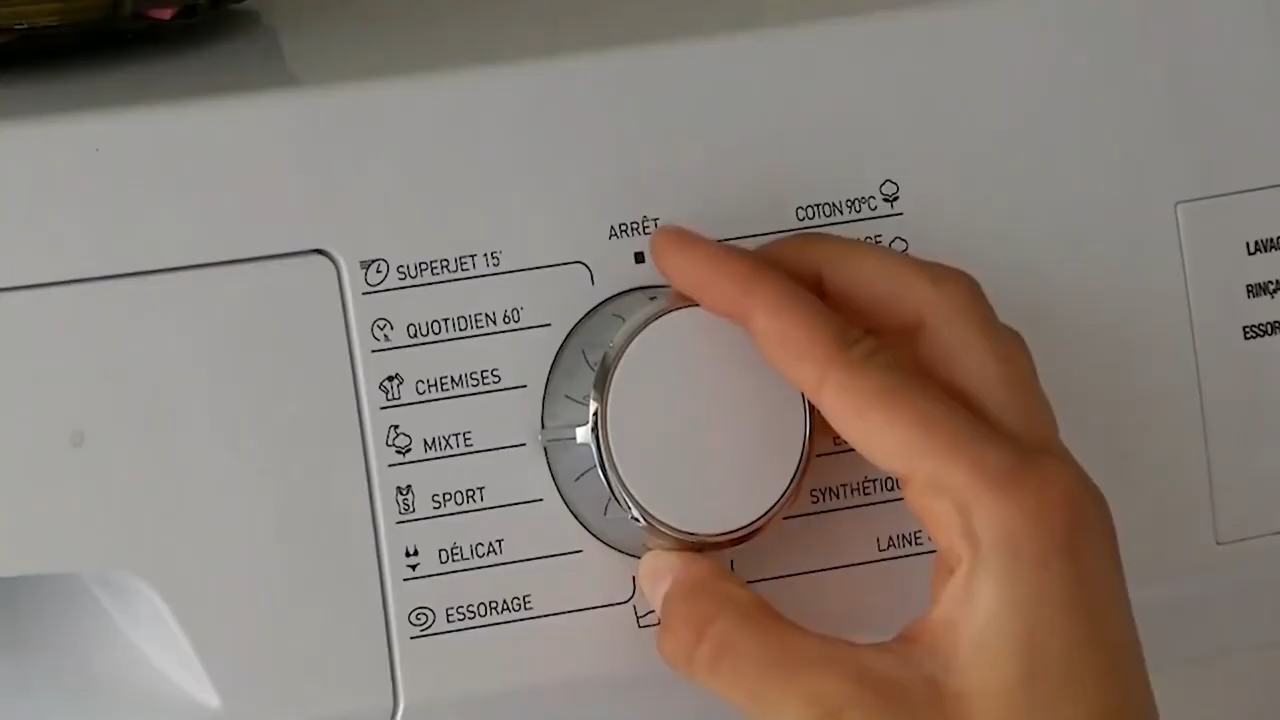 ARRÊT
SUPERJET 15'
QUOTIDIEN 60'
CHEMISES
MIXTE
SPORT
DÉLICAT
ESSORAGE
COTON 90°C
SYNTHÉTIQU
LAINE
LAVAG
RINÇA
ESSOR